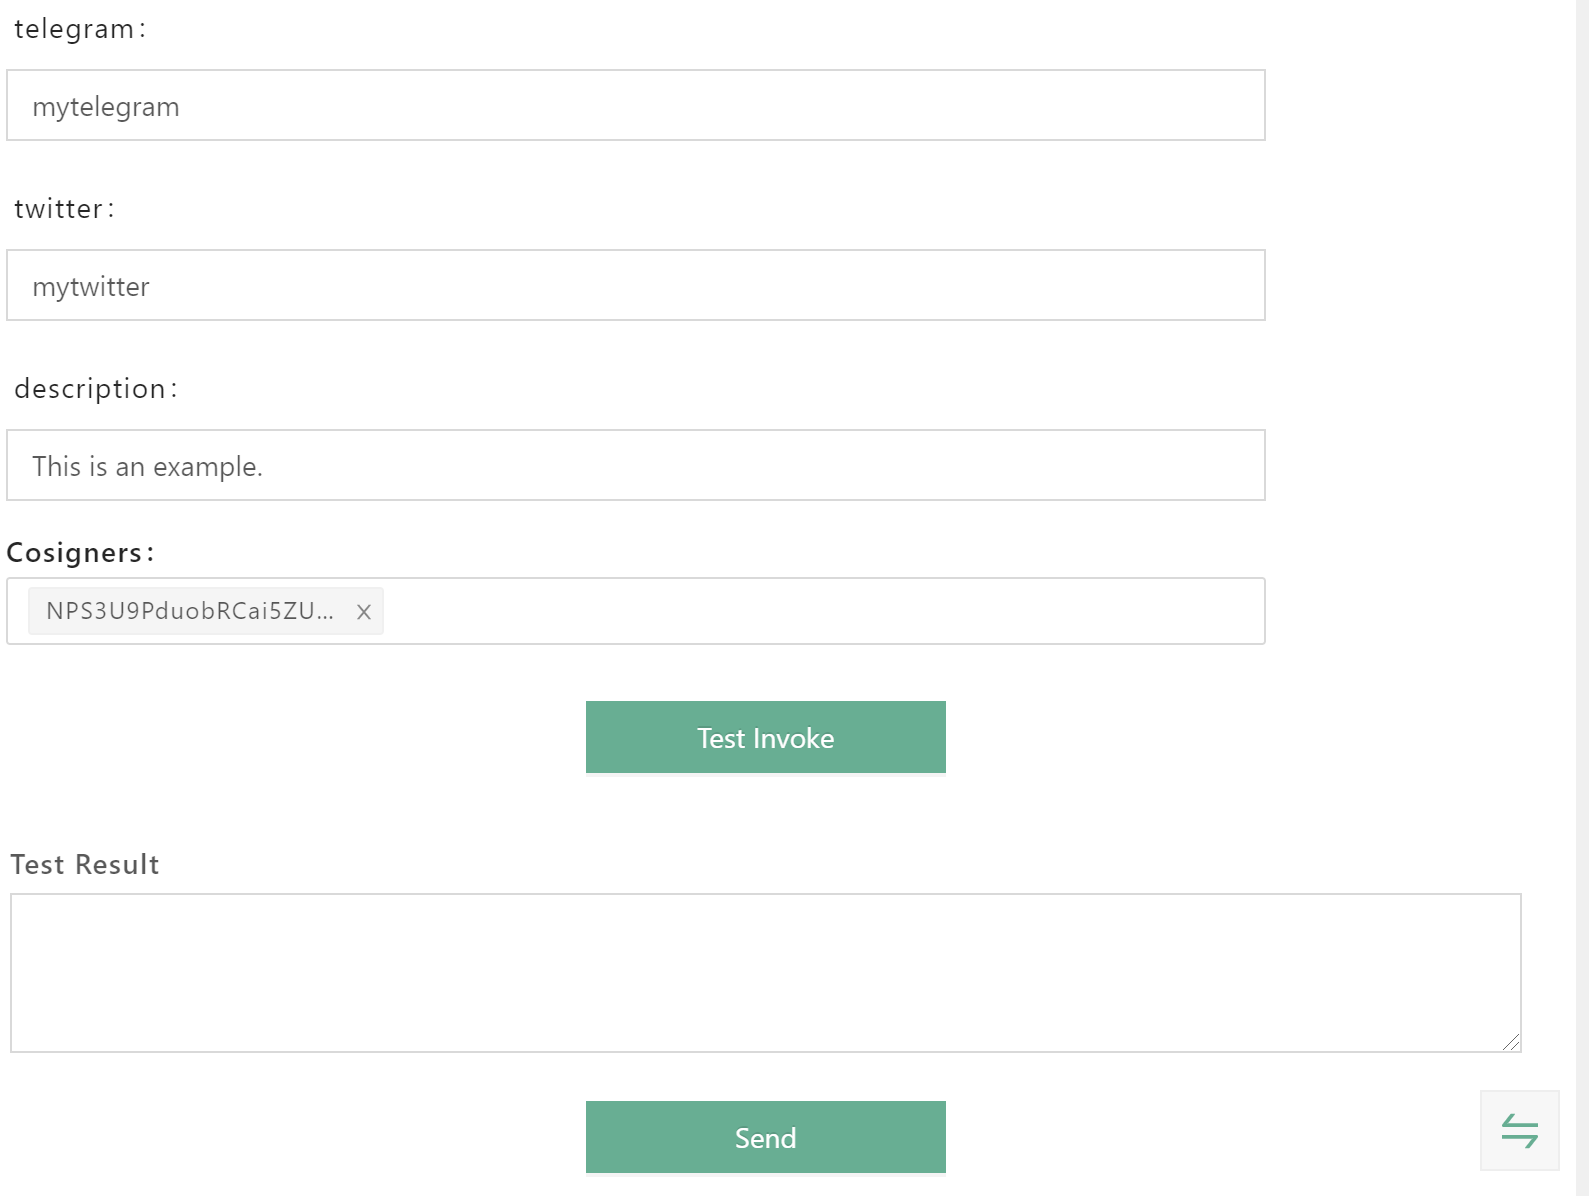 telegram:
mytelegram
twitter:
mytwitter
description:
This is an example.
Cosigners:
NPS3U9PduobRCai5ZU... X
Test Invoke
Test Result
Send